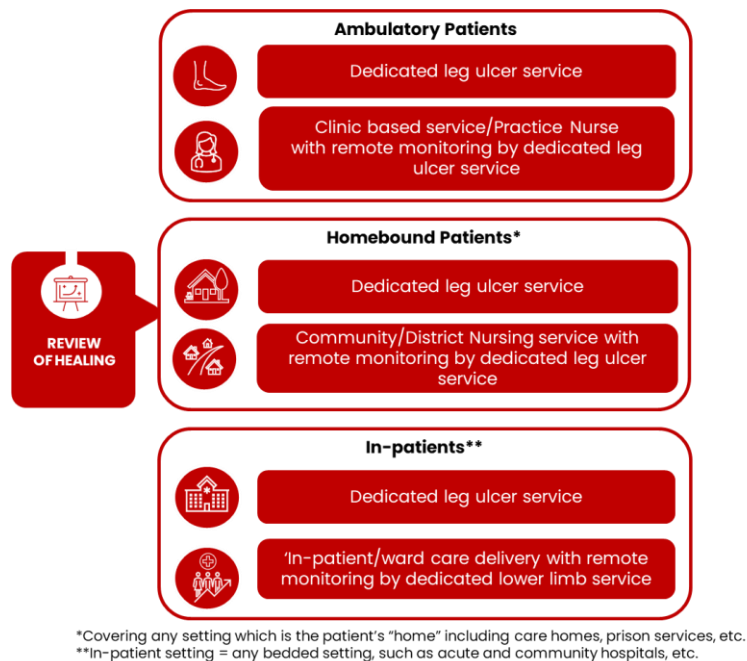 Ambulatory Patients
Dedicated leg ulcer service
Clinic based service/Practice Nurse
with remote monitoring by dedicated leg
ulcer service
Homebound Patients*
Dedicated leg ulcer service
REVIEW
OF HEALING
Community/District Nursing service with
remote monitoring by dedicated leg ulcer
service
In-patients**
Dedicated leg ulcer service
‘In-patient/ward care delivery with remote
monitoring by dedicated lower limb service
*Covering any setting which is the patient’s “home” including care homes, prison services, etc.
**In-patient setting = any bedded setting, such as acute and community hospitals, etc.